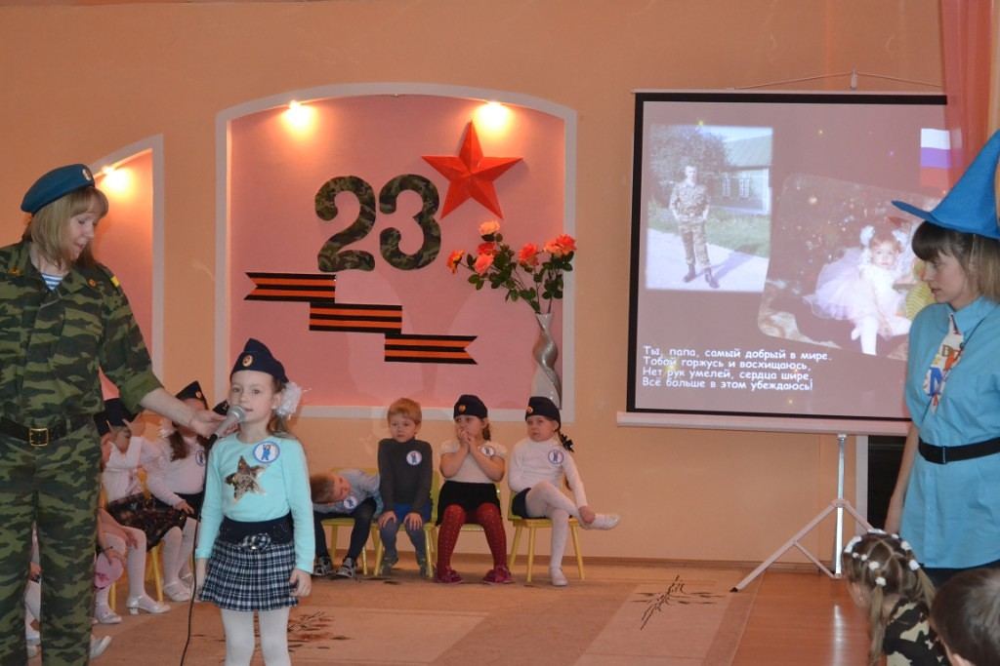 23
Ты, папа, самый добрый в мире.
Тобой горжусь и восхищаюсь,
Нет рук умелей, сердца шире,
Всё больше в этом убеждаюсь!